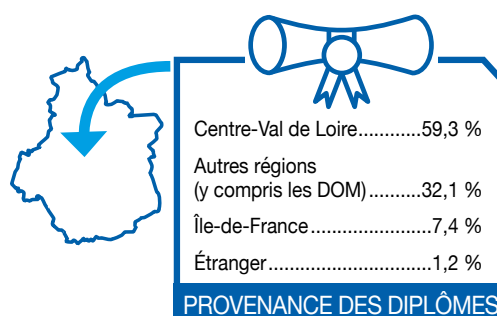 Centre-Val de Loire...........59,3 %
Autres régions
(y compris les DOM)..........32,1 %
Île-de-France......................7,4 %
Étranger..............................1,2 %
PROVENANCE DES DIPLÔMES